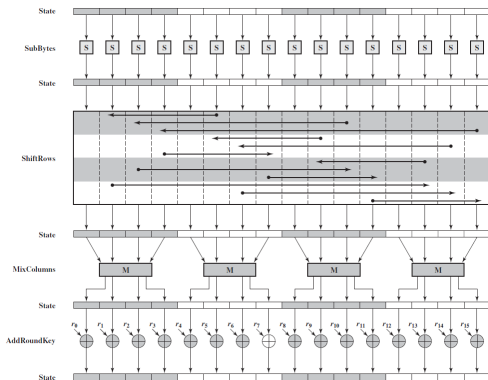 State
SubBytes S S S S S S S S S S S S S S S S
State
ShiftRows
State
MixColumns M M M M
State
r0 r1 r2 r3 r4 r5 r6 r7 r8 r9 r10 r11 r12 r13 r14 r15
AddRoundKey
State